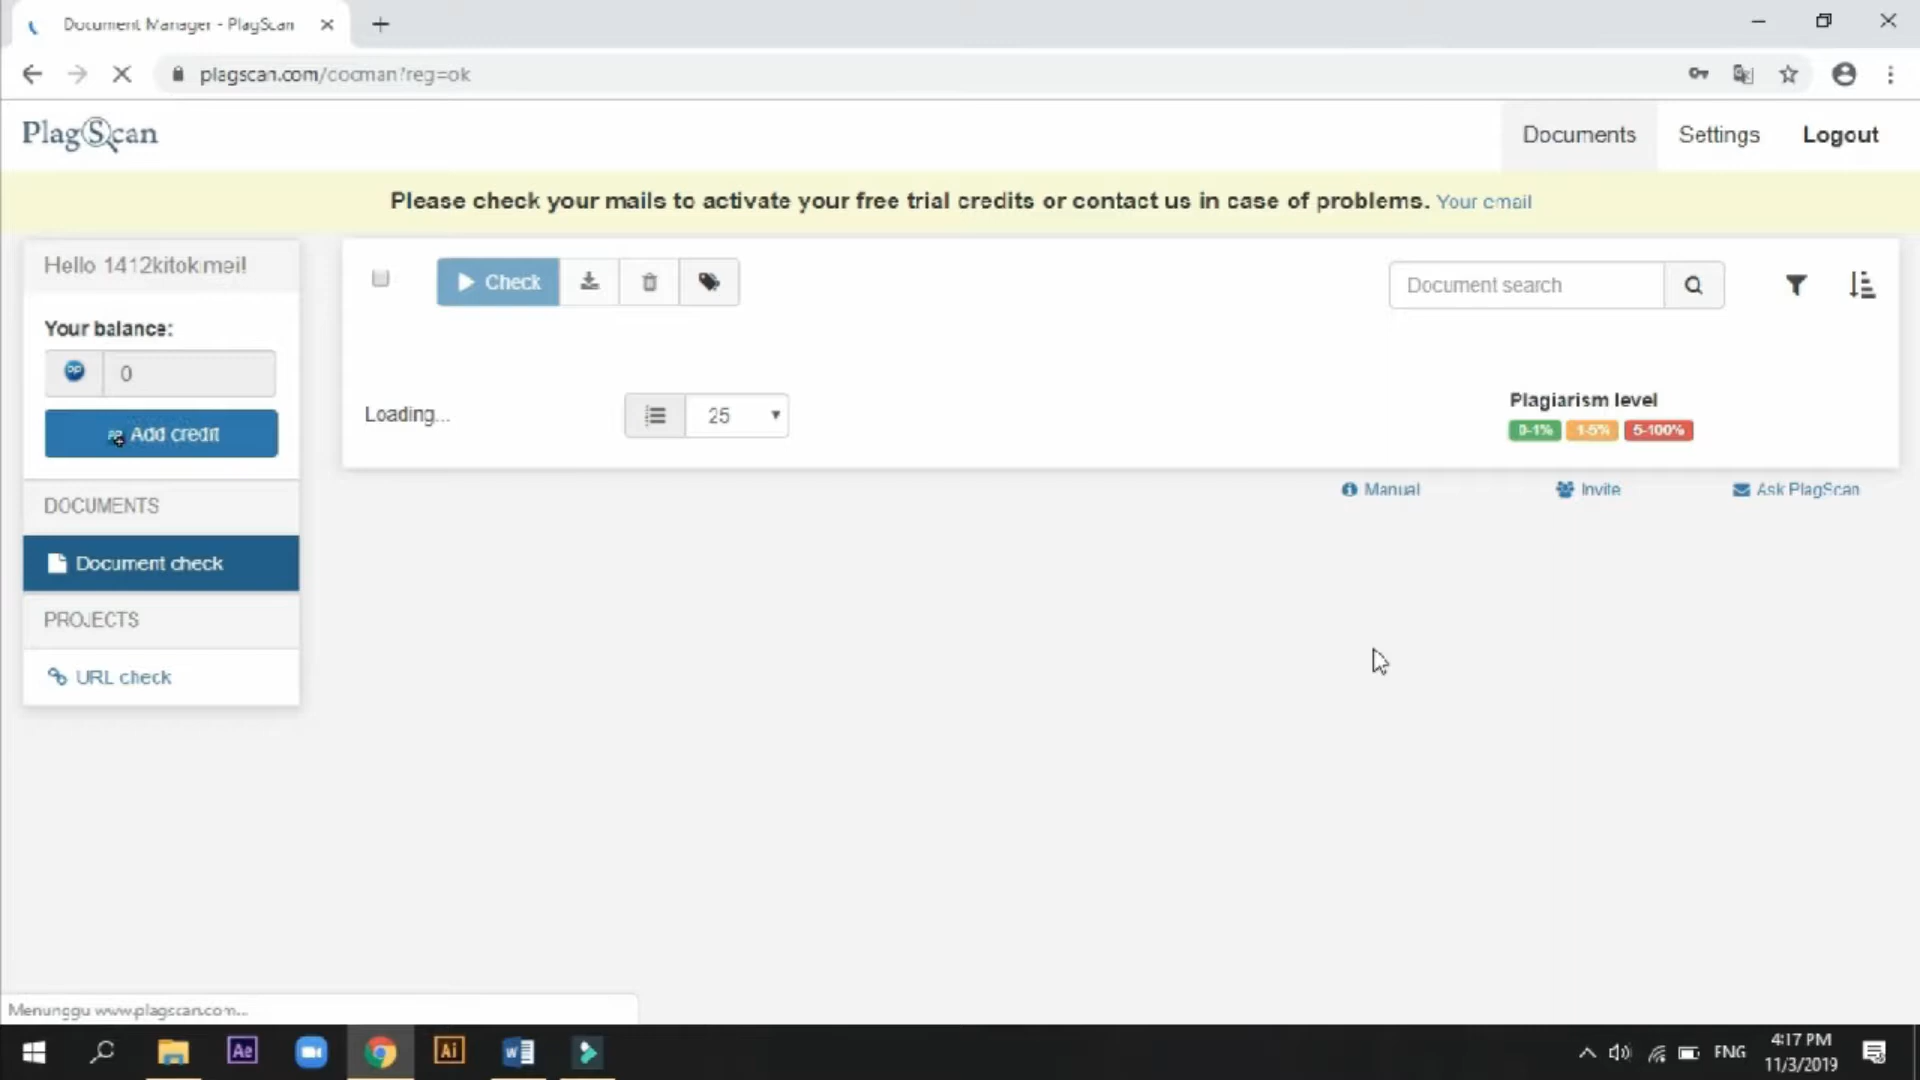 Document Manager - PlagScan
plagscan.com/docman?reg=ok
PlagScan
Documents
Settings
Logout
Please check your mails to activate your free trial credits or contact us in case of problems. Your email
Hello 1412kitokimei!
Your balance:
0
Add credit
DOCUMENTS
Document check
PROJECTS
URL check
Check
Document search
Loading...
25
Plagiarism level
0-1% 1-5% 5-100%
Manual
Invite
Ask PlagScan
Menunggu www.plagscan.com...
Ae
Ai
W
ENG
4:17 PM
11/3/2019